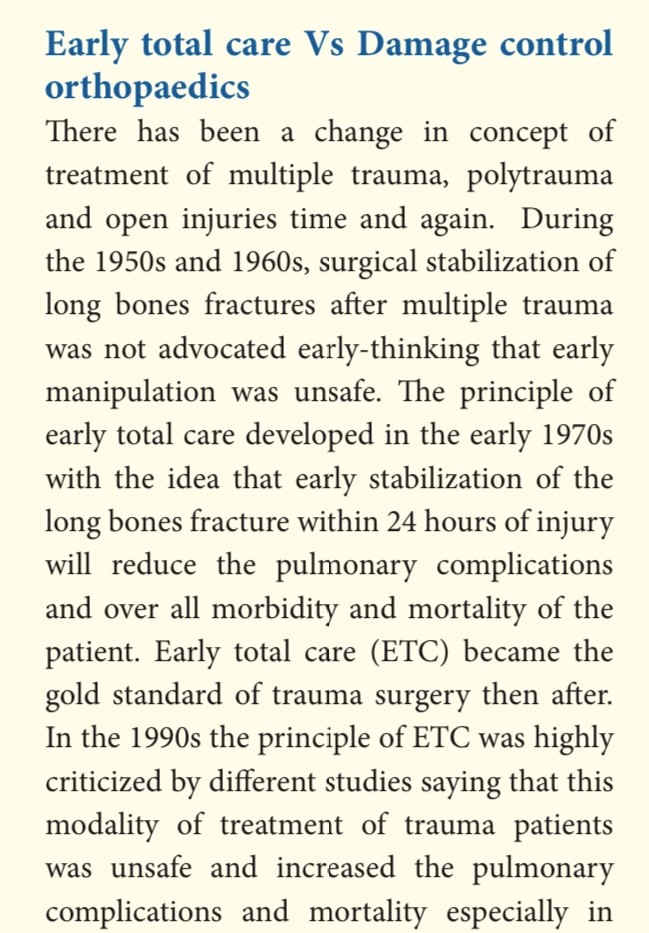 Early total care Vs Damage control
orthopaedics
There has been a change in concept of
treatment of multiple trauma, polytrauma
and open injuries time and again. During
the 1950s and 1960s, surgical stabilization of
long bones fractures after multiple trauma
was not advocated early-thinking that early
manipulation was unsafe. The principle of
early total care developed in the early 1970s
with the idea that early stabilization of the
long bones fracture within 24 hours of injury
will reduce the pulmonary complications
and over all morbidity and mortality of the
patient. Early total care (ETC) became the
gold standard of trauma surgery then after.
In the 1990s the principle of ETC was highly
criticized by different studies saying that this
modality of treatment of trauma patients
was unsafe and increased the pulmonary
complications and mortality especially in